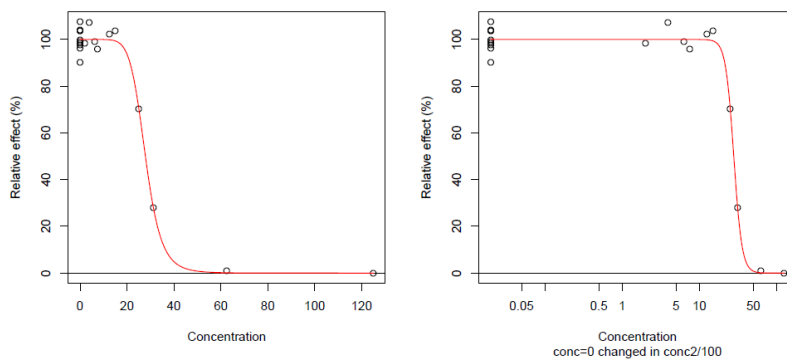 Relative effect (%)
0 20 40 60 80 100
0 20 40 60 80 100 120
Concentration
Relative effect (%)
0 20 40 60 80 100
0.05 0.5 1 5 10 50
Concentration
conc=0 changed in conc2/100